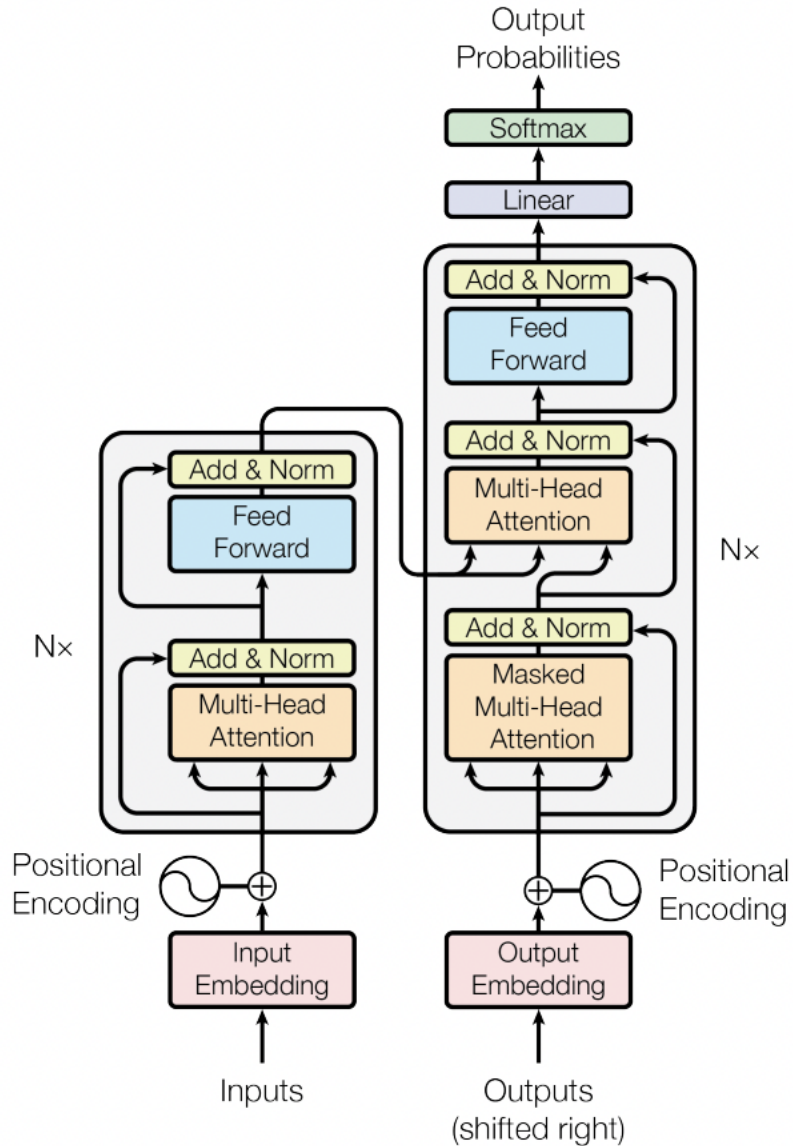 Output
Probabilities
Softmax
Linear
Add & Norm
Feed
Forward
Add & Norm
Multi-Head
Attention
Add & Norm
Masked
Multi-Head
Attention
N×
Add & Norm
Feed
Forward
Add & Norm
Multi-Head
Attention
N×
Positional
Encoding
Positional
Encoding
Input
Embedding
Output
Embedding
Inputs
Outputs
(shifted right)